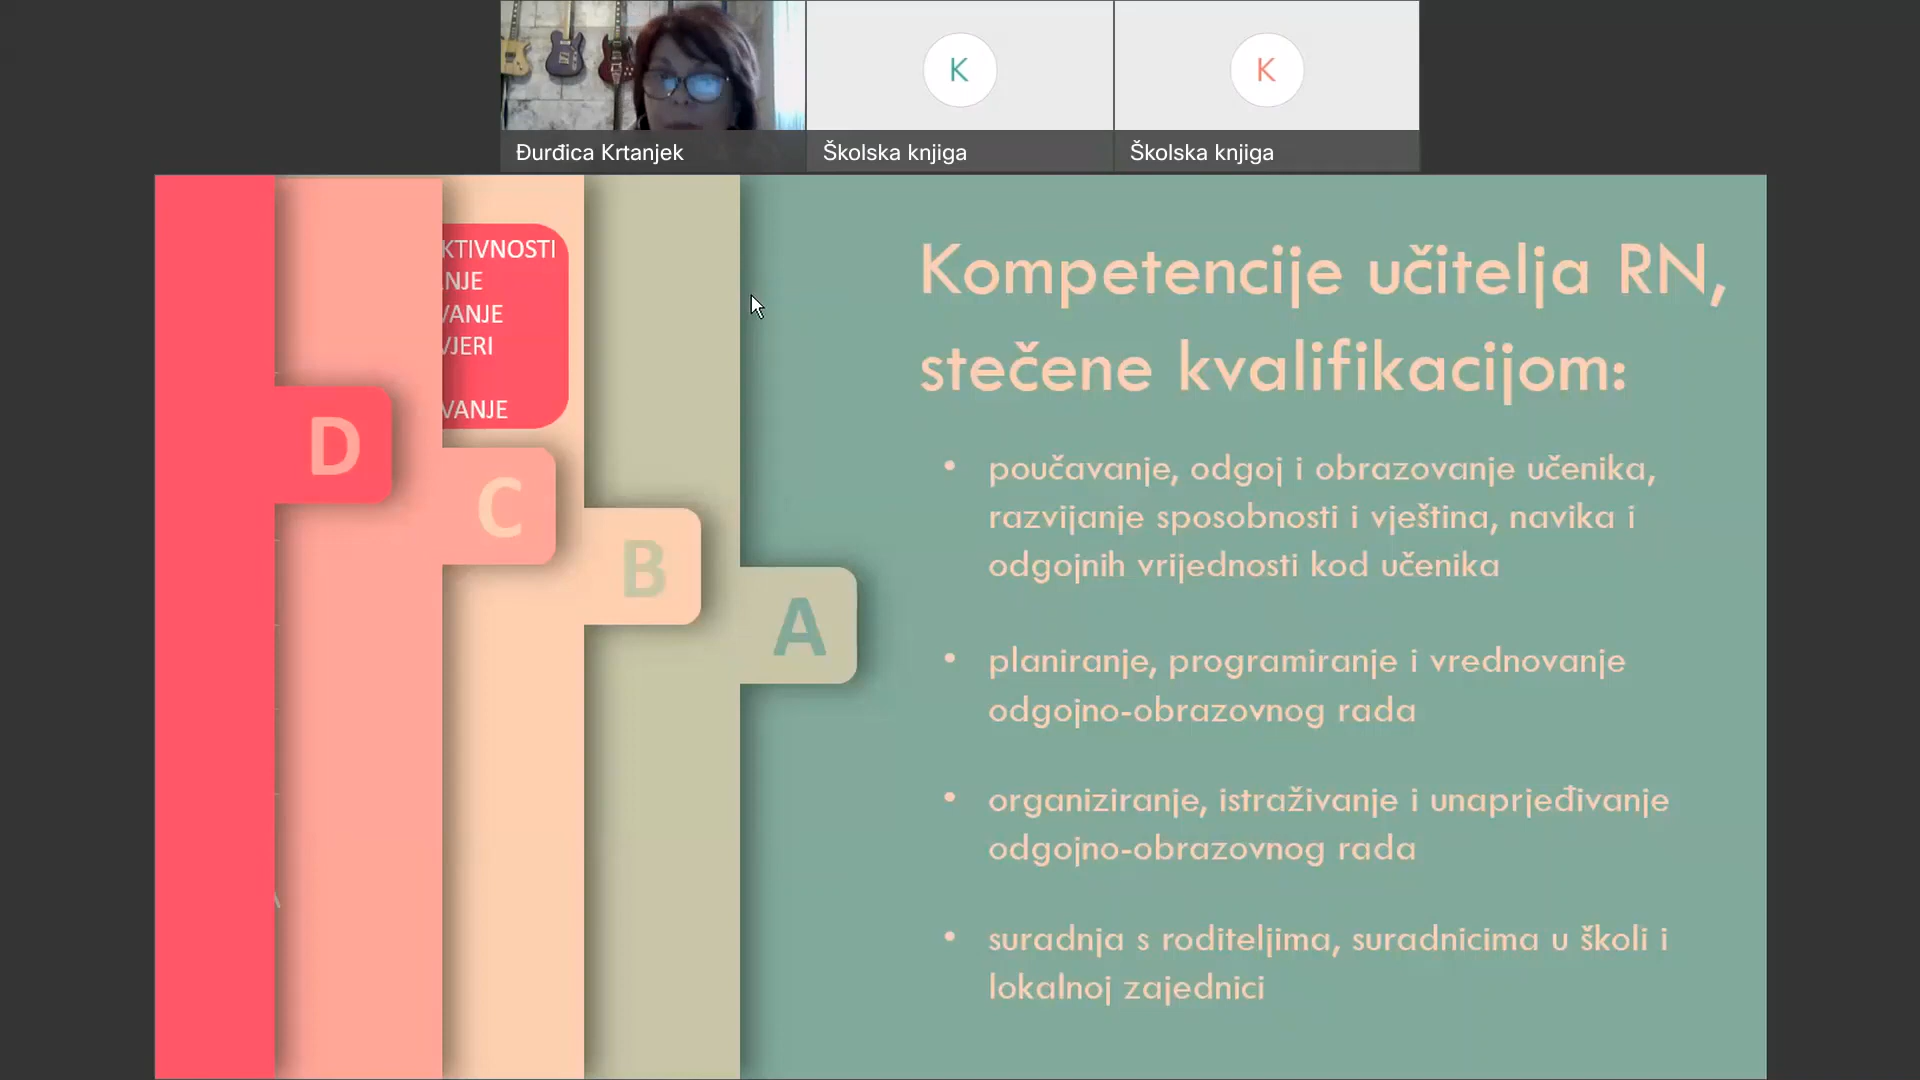 K
K
Đurđica Krtanjek
Školska knjiga
Školska knjiga
KTIVNOSTI
NJE
VANJE
VJERI
VANJE
D
C
B
A
Kompetencije učitelja RN,
stečene kvalifikacijom:
• poučavanje, odgoj i obrazovanje učenika,
razvijanje sposobnosti i vještina, navika i
odgojnih vrijednosti kod učenika
• planiranje, programiranje i vrednovanje
odgojno-obrazovnog rada
• organiziranje, istraživanje i unaprjeđivanje
odgojno-obrazovnog rada
• suradnja s roditeljima, suradnicima u školi i
lokalnoj zajednici